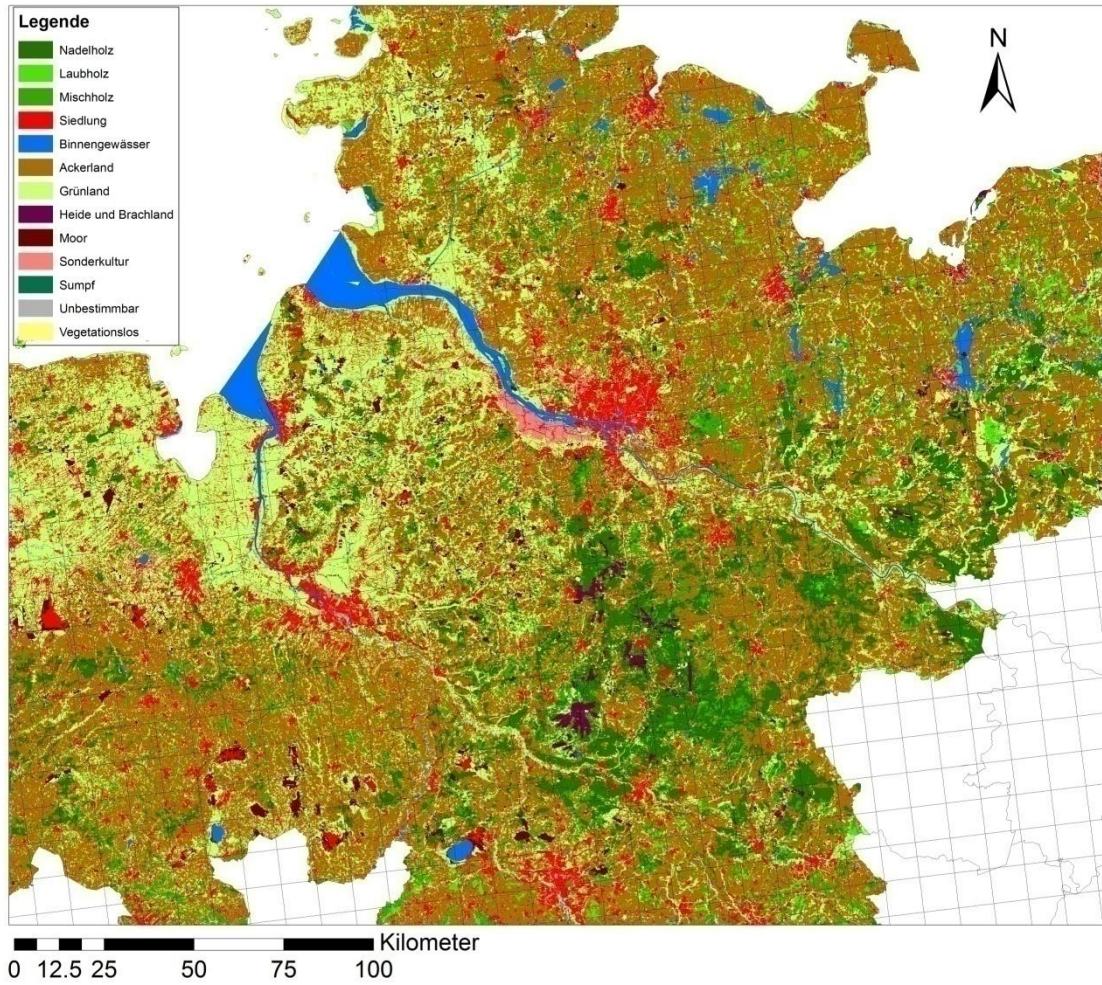 Legende
Nadelholz
Laubholz
Mischholz
Siedlung
Binnengewässer
Ackerland
Grünland
Heide und Brachland
Moor
Sonderkultur
Sumpf
Unbestimmbar
Vegetationslos
N
Kilometer
0 12.5 25 50 75 100